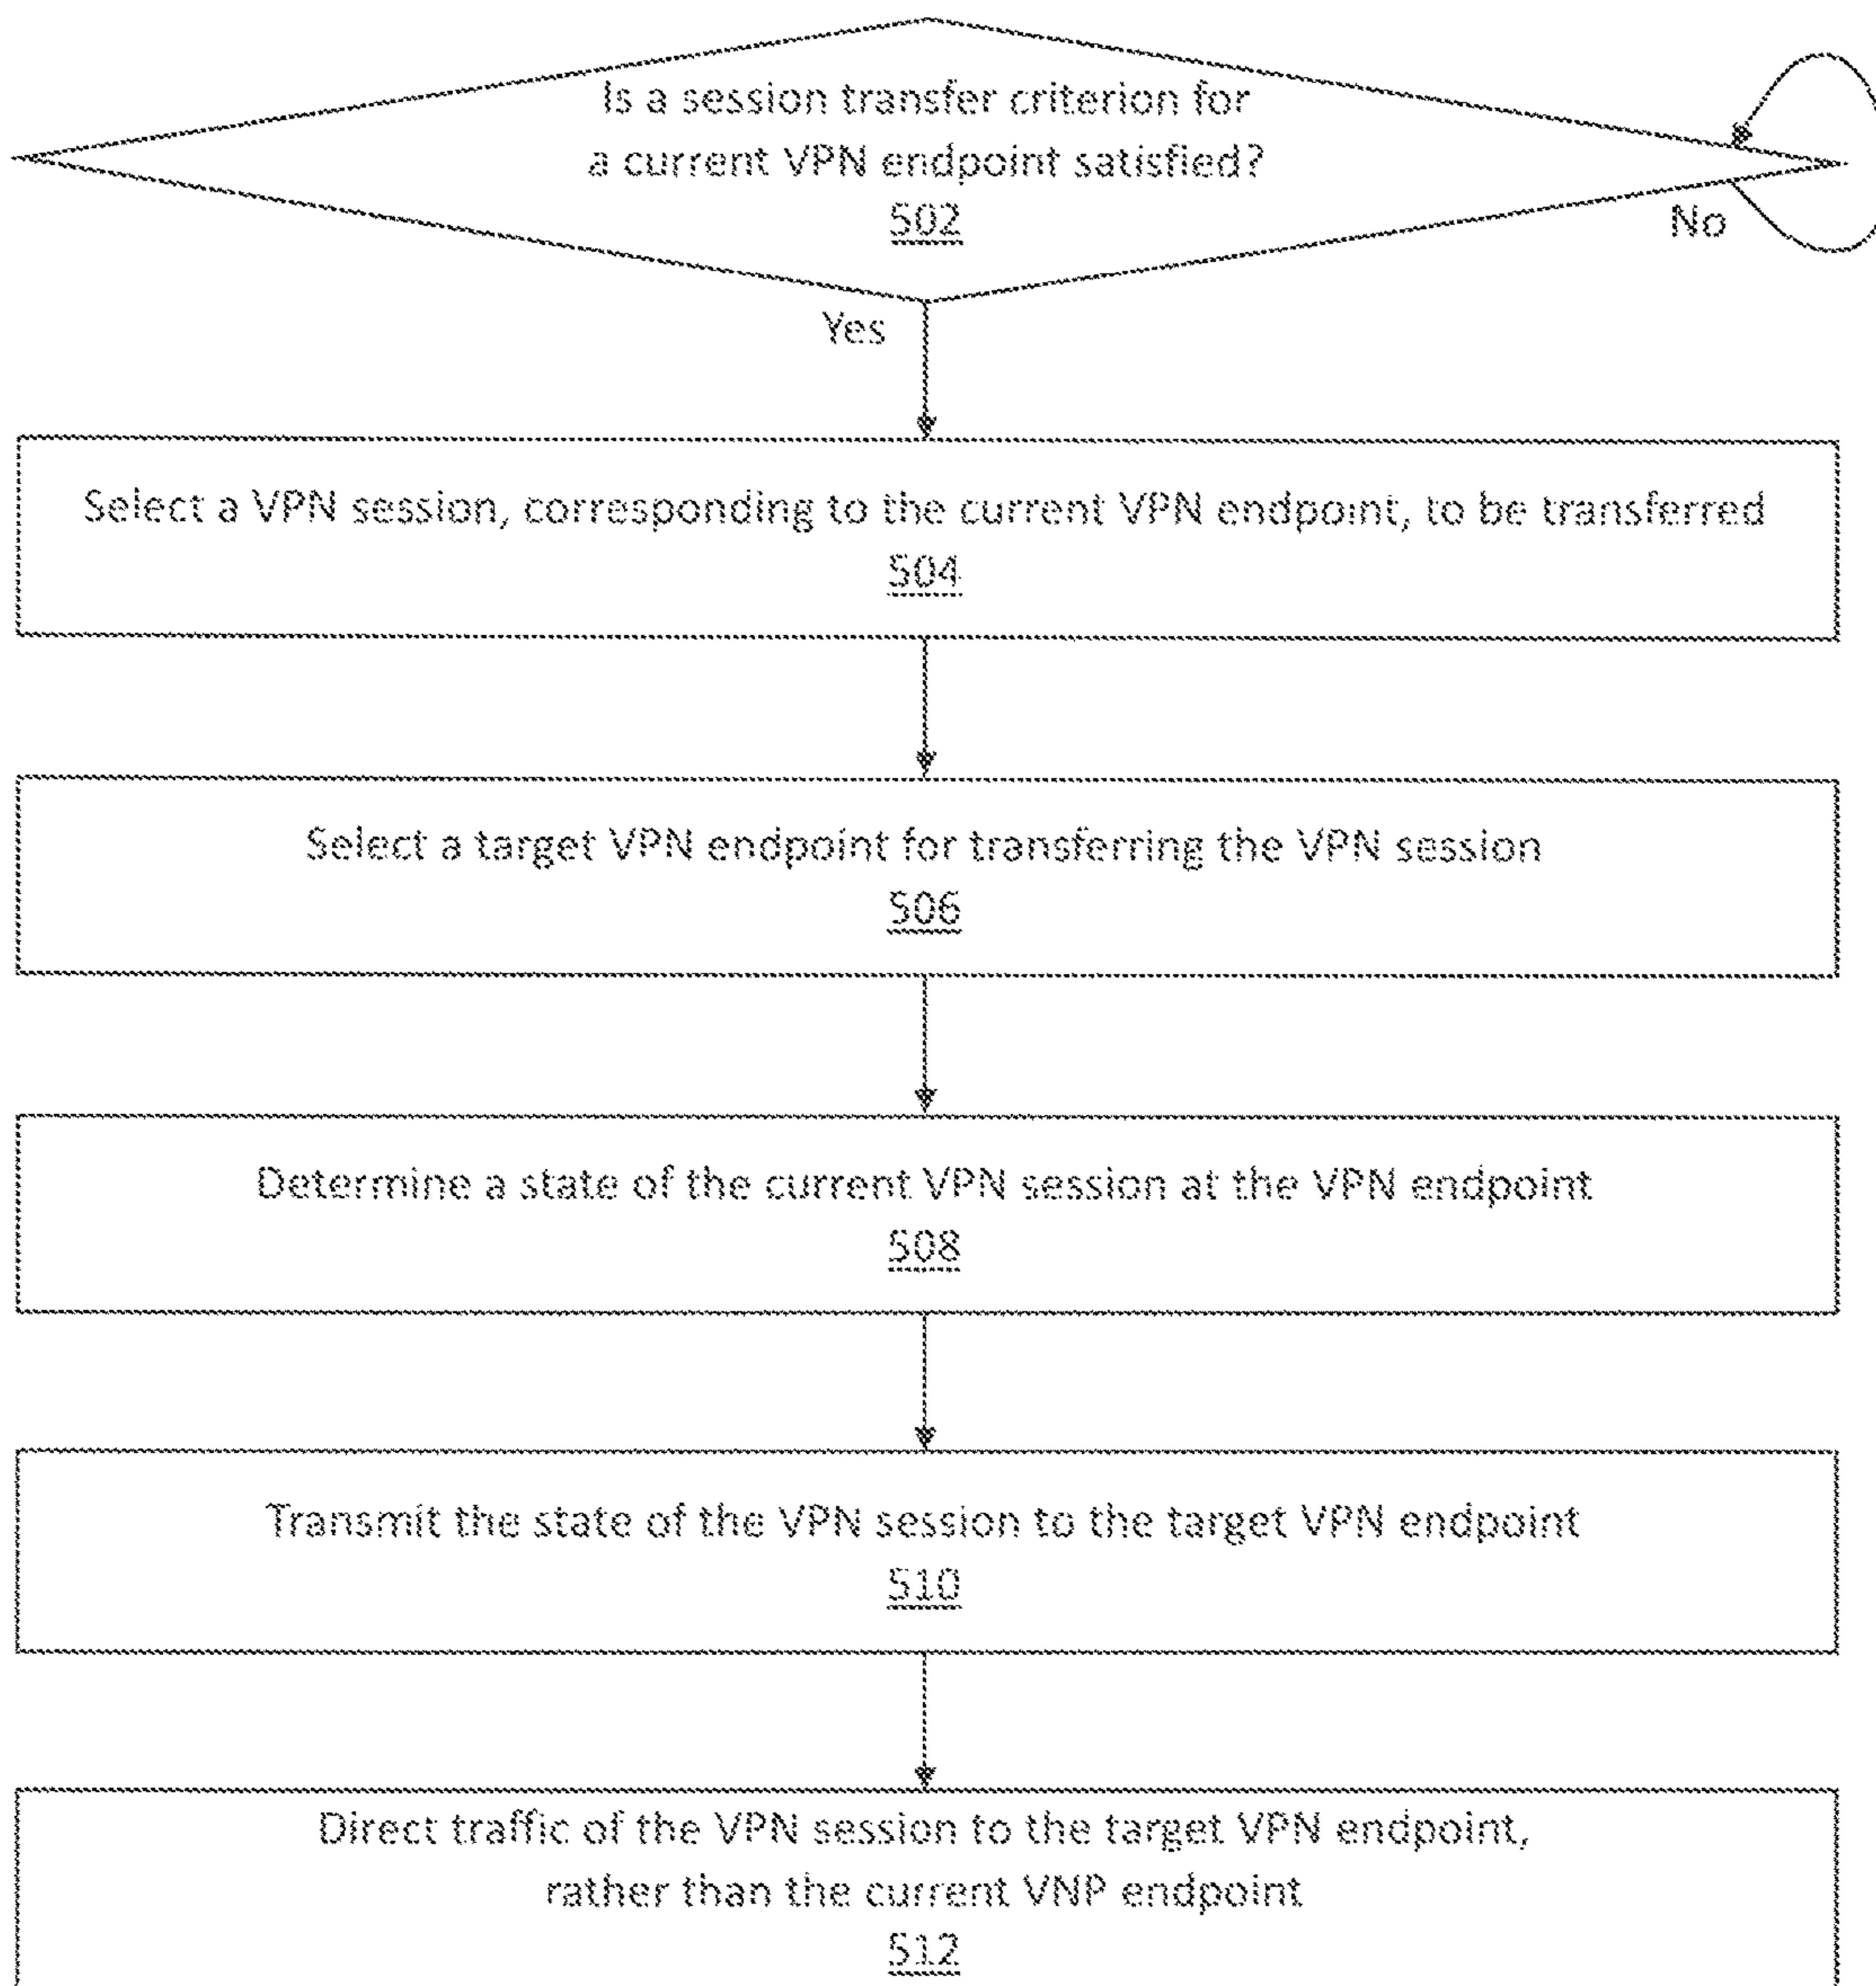 Is a session transfer criterion for
a current VPN endpoint satisfied?
502
No
Yes
Select a VPN session, corresponding to the current VPN endpoint, to be transferred
504
Select a target VPN endpoint for transferring the VPN session
506
Determine a state of the current VPN session at the VPN endpoint
508
Transmit the state of the VPN session to the target VPN endpoint
510
Direct traffic of the VPN session to the target VPN endpoint,
rather than the current VNP endpoint
512